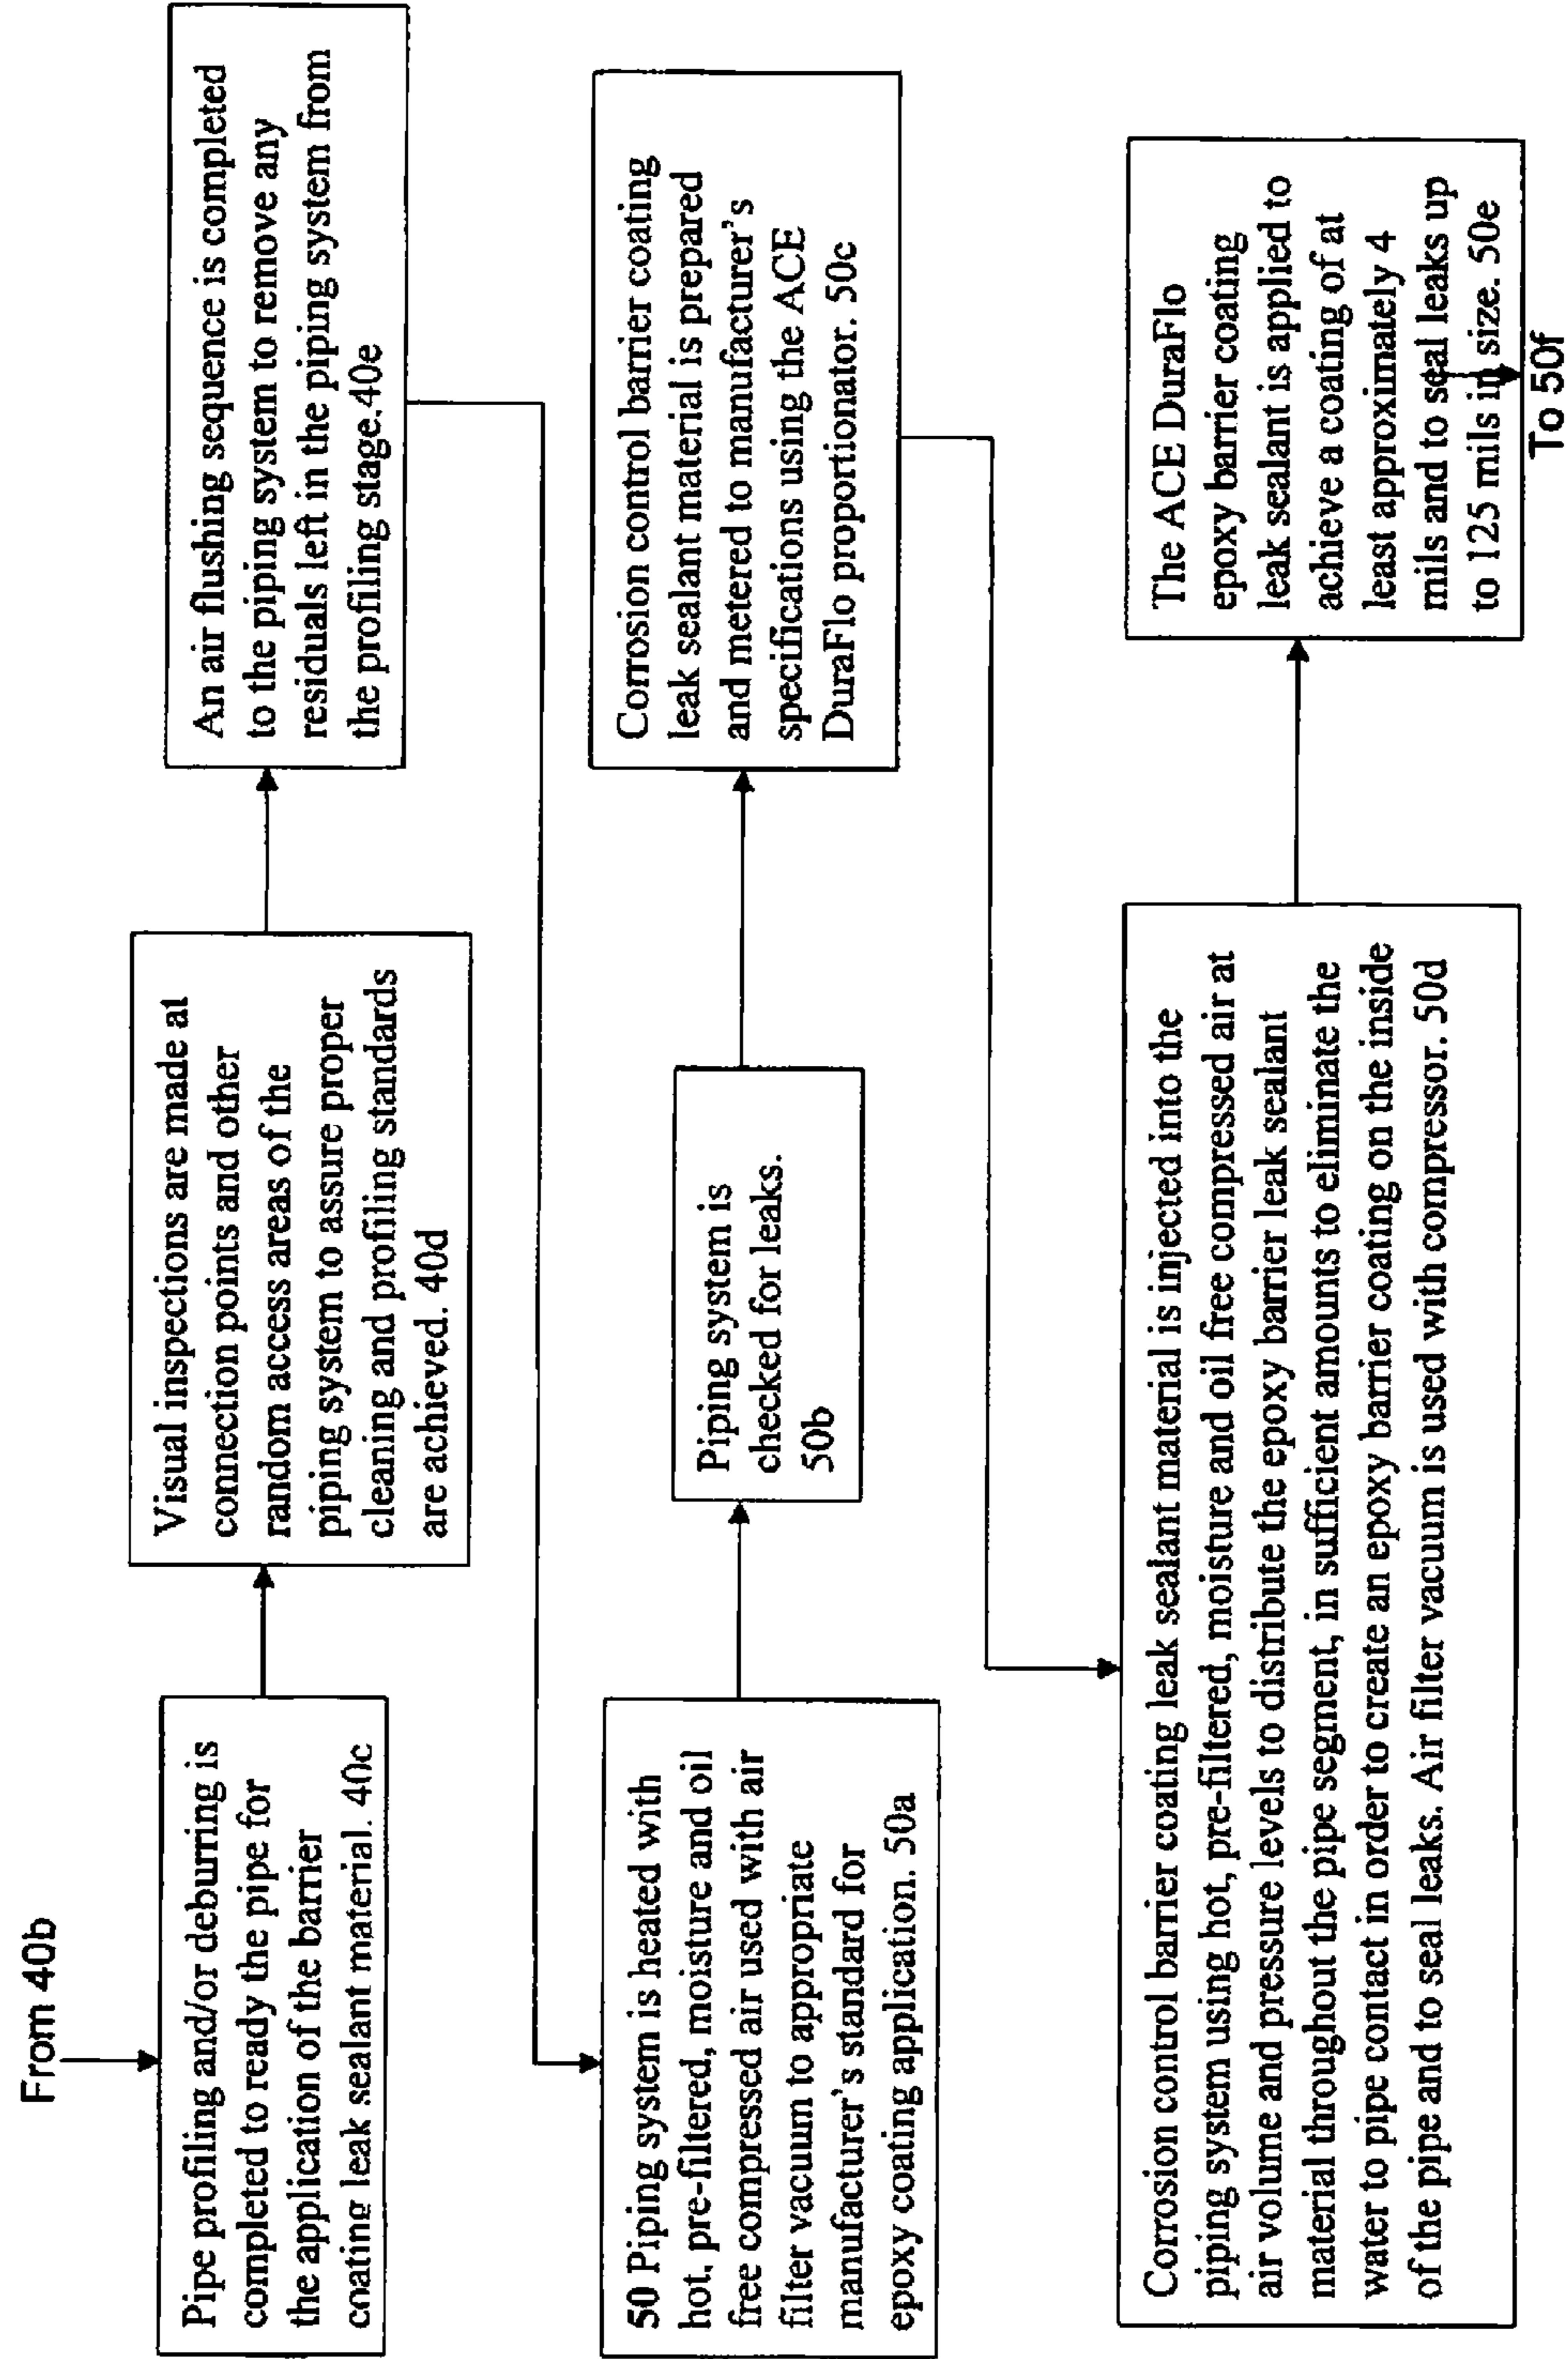 From 40b
Pipe profiling and/or deburring is
completed to ready the pipe for
the application of the barrier
coating leak sealant material. 40c
Visual inspections are made at
connection points and other
random access areas of the
piping system to assure proper
cleaning and profiling standards
are achieved. 40d
An air flushing sequence is completed
to the piping system to remove any
residuals left in the piping system from
the profiling stage.40e
50 Piping system is heated with
hot, pre-filtered, moisture and oil
free compressed air used with air
filter vacuum to appropriate
manufacturer's standard for
epoxy coating application. 50a
Piping system is
checked for leaks.
50b
Corrosion control barrier coating
leak sealant material is prepared
and metered to manufacturer's
specifications using the ACE
DuraFlo proportionator. 50c
Corrosion control barrier coating leak sealant material is injected into the
piping system using hot, pre-filtered, moisture and oil free compressed air at
air volume and pressure levels to distribute the epoxy barrier leak sealant
material throughout the pipe segment, in sufficient amounts to eliminate the
water to pipe contact in order to create an epoxy barrier coating on the inside
of the pipe and to seal leaks. Air filter vacuum is used with compressor. 50d
The ACE DuraFlo
epoxy barrier coating
leak sealant is applied to
achieve a coating of at
least approximately 4
mils and to seal leaks up
to 125 mils in size. 50e
To 50f